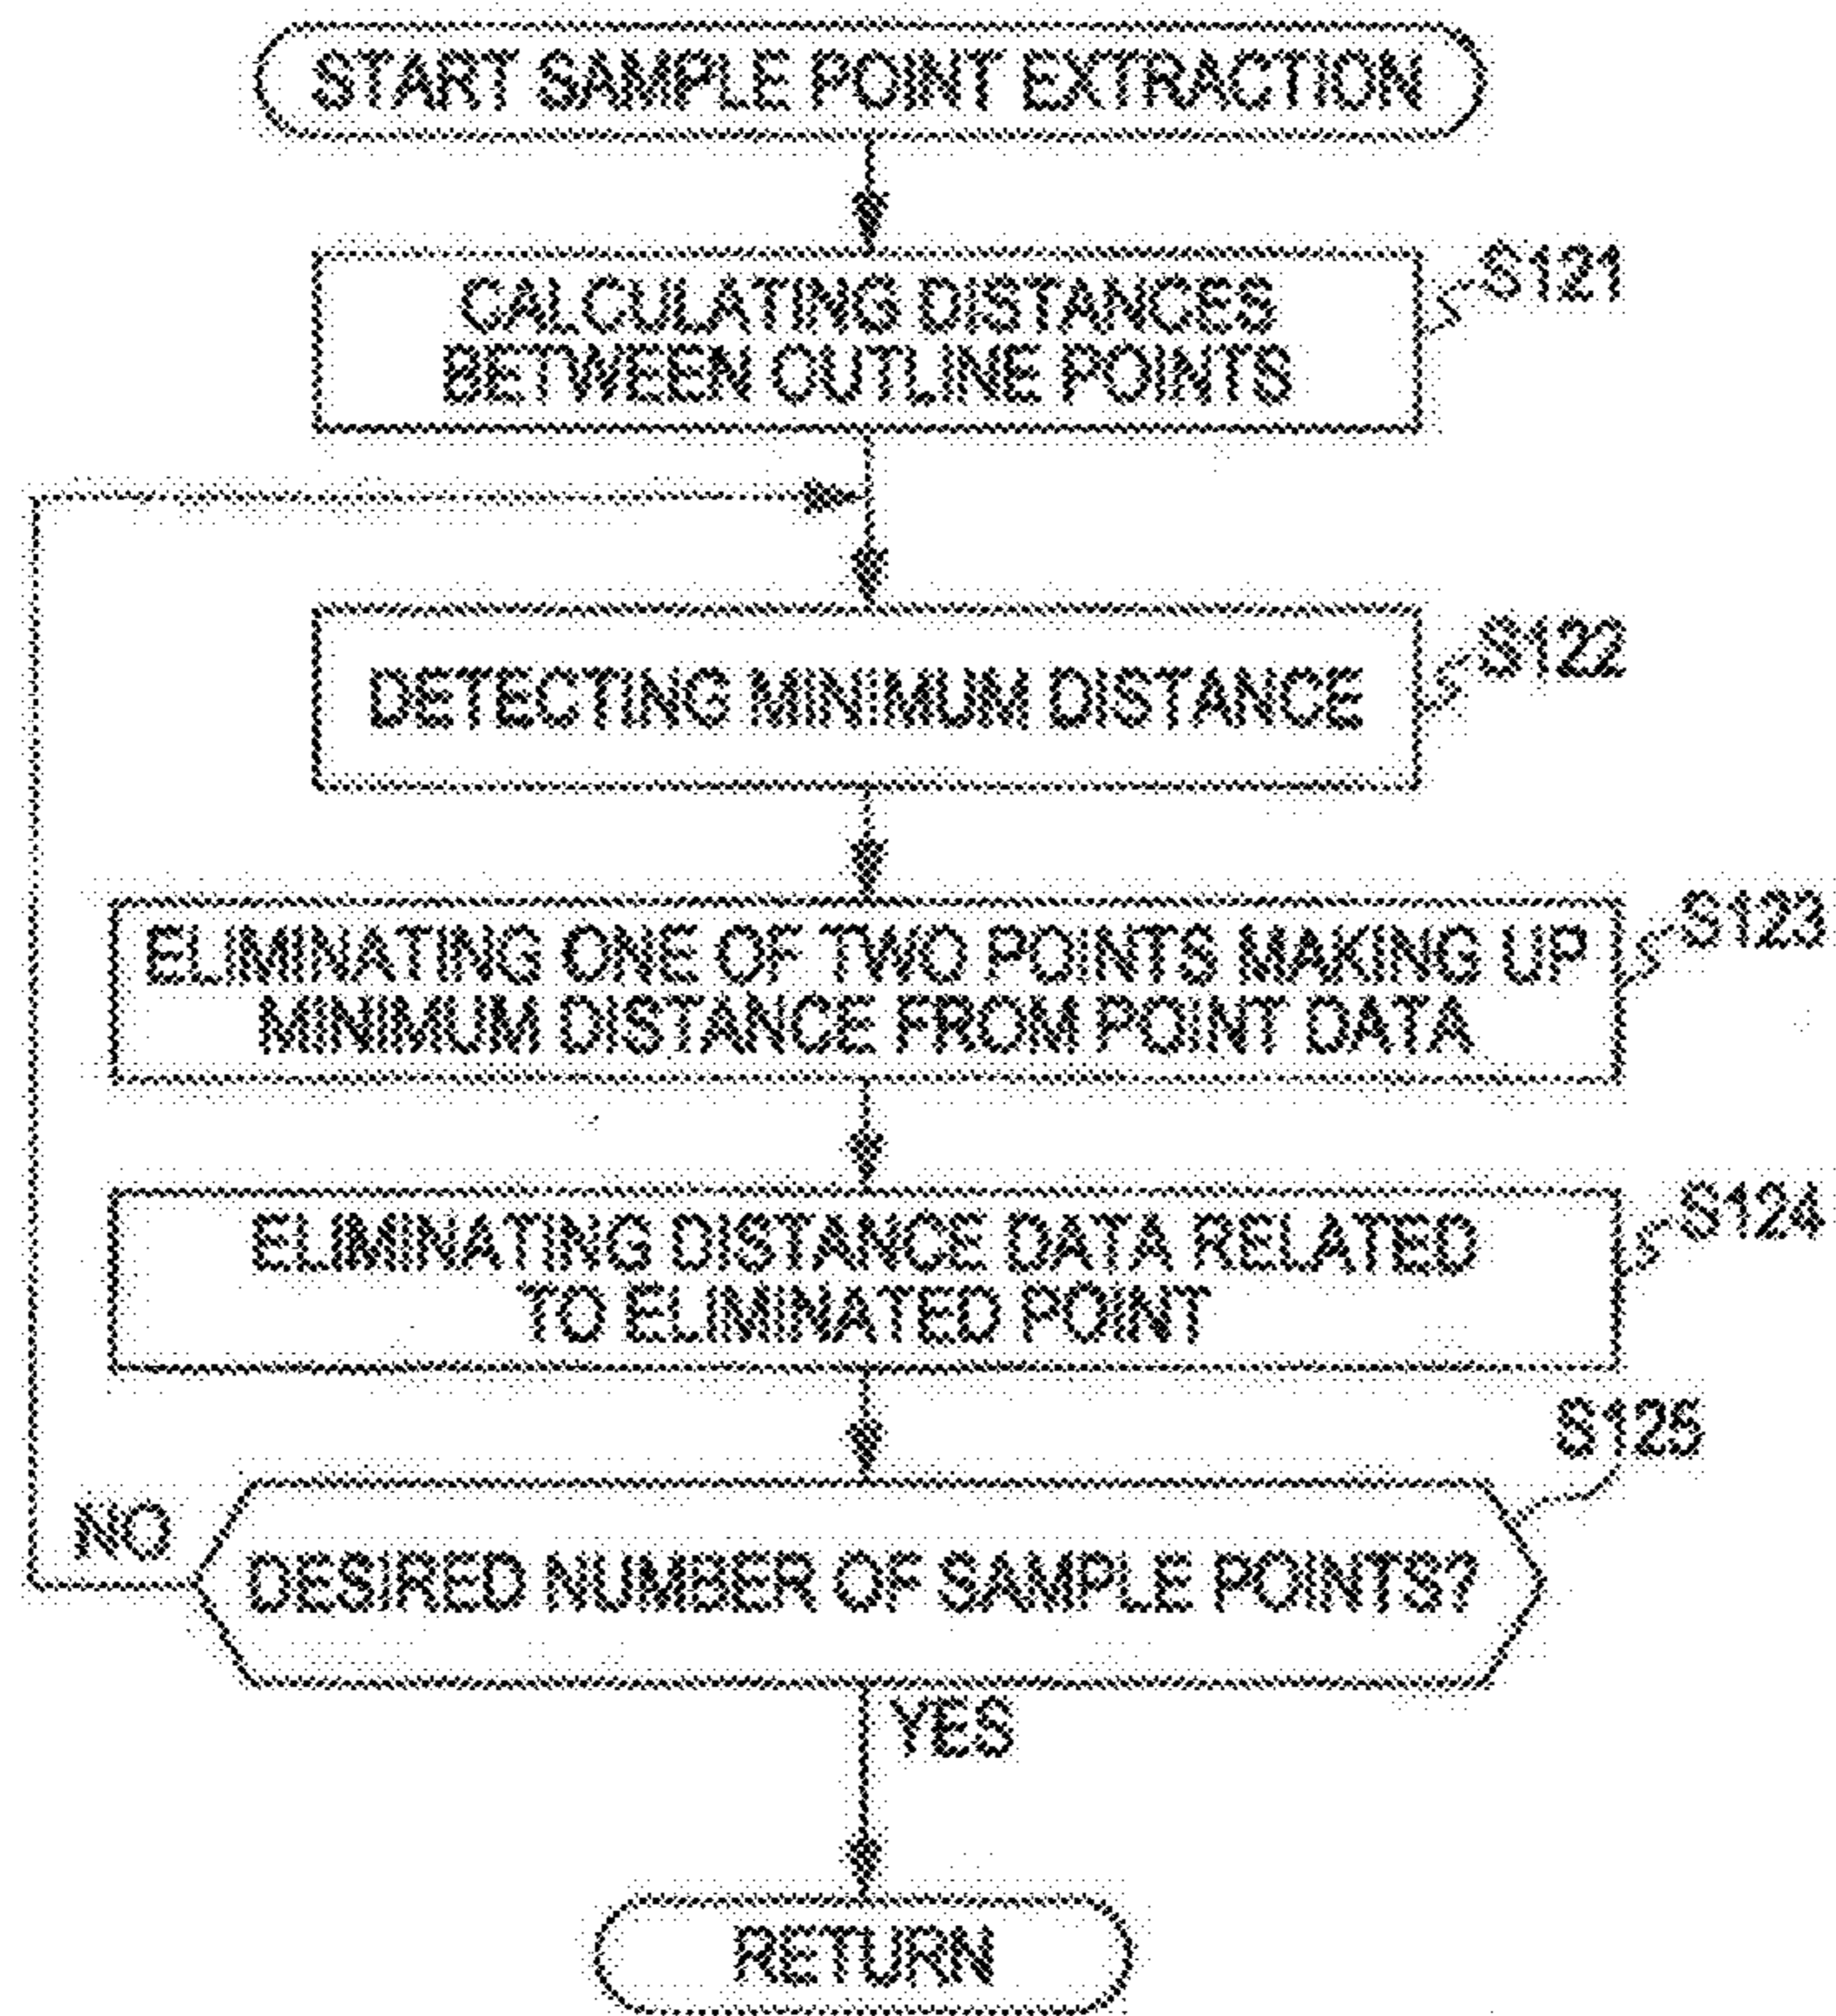 START SAMPLE POINT EXTRACTION
CALCULATING DISTANCES
BETWEEN OUTLINE POINTS
S121
DETECTING MINIMUM DISTANCE
S122
ELIMINATING ONE OF TWO POINTS MAKING UP
MINIMUM DISTANCE FROM POINT DATA
S123
ELIMINATING DISTANCE DATA RELATED
TO ELIMINATED POINT
S124
S125
NO
DESIRED NUMBER OF SAMPLE POINTS?
YES
RETURN